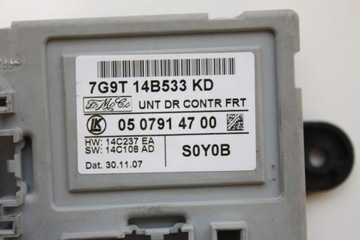 7G9T 14B533 KD
FoMoCo UNT DR CONTR FRT
LK 05 0791 47 00
HW: 14C237 EA
SW: 14C108 AD
S0Y0B
Dat. 30.11.07